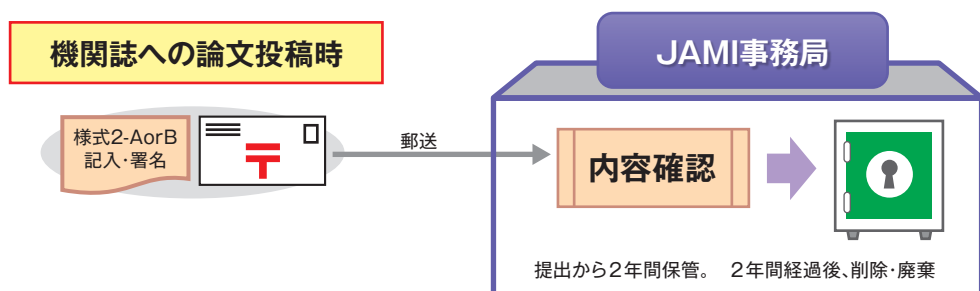 機関誌への論文投稿時
JAMI事務局
様式2-AorB
記入・署名
郵送
内容確認
提出から2年間保管。 2年間経過後、削除・廃棄